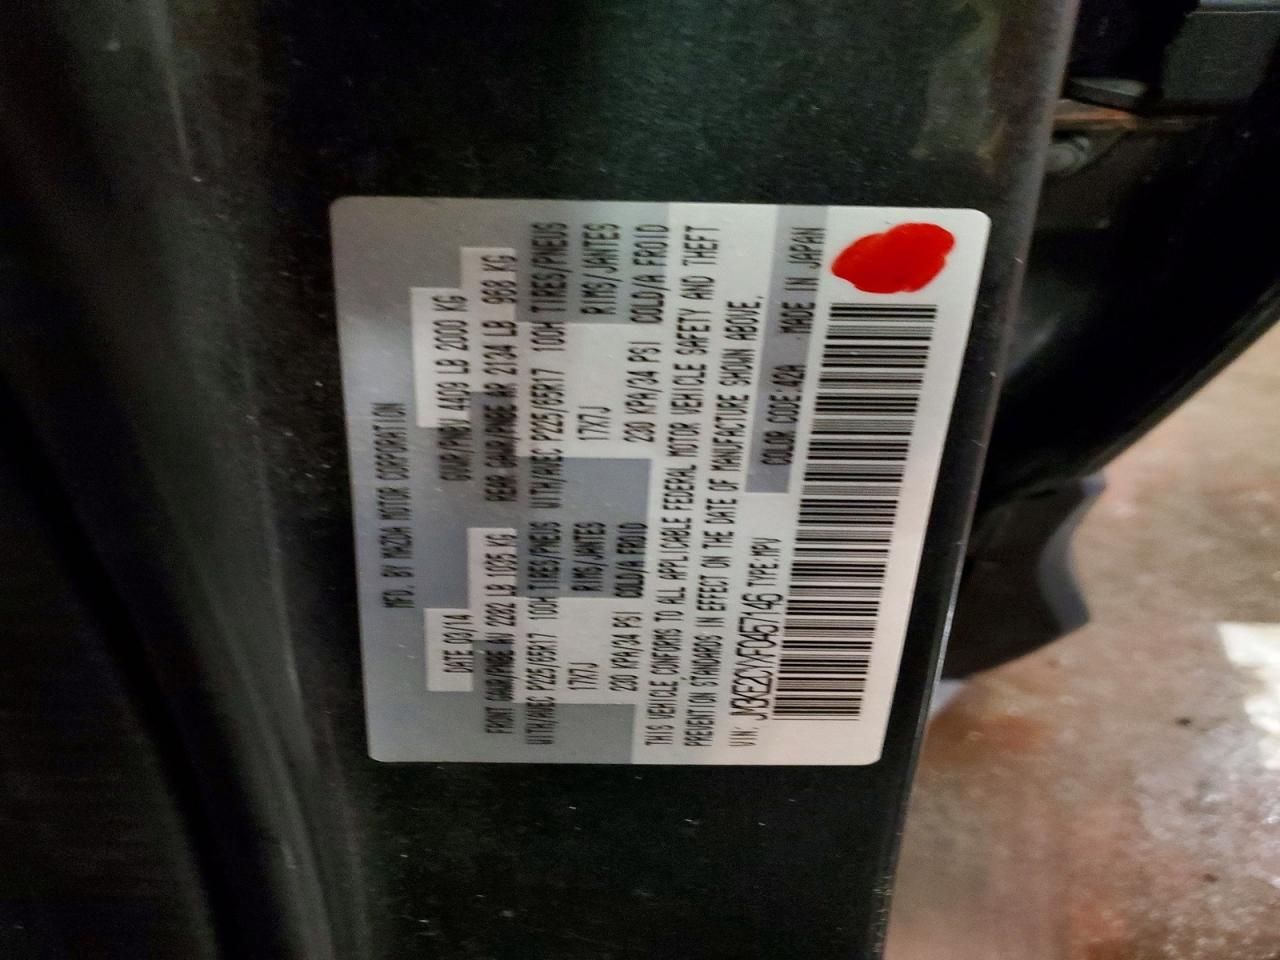 MFD. BY MAZDA MOTOR CORPORATION
DATE 03/14 GVWR/PNBV 4409 LB 2000 KG
FRONT GAWR/PNBE AV 2282 LB 1035 KG REAR GAWR/PNBE AR 2134 LB 968 KG
WITH/AVEC P225/65R17 100H TIRES/PNEUS WITH/AVEC P225/65R17 100H TIRES/PNEUS
17X7J RIMS/JANTES 17X7J RIMS/JANTES
230 KPA/34 PSI COLD/A FROID 230 KPA/34 PSI COLD/A FROID
THIS VEHICLE CONFORMS TO ALL APPLICABLE FEDERAL MOTOR VEHICLE SAFETY AND THEFT
PREVENTION STANDARDS IN EFFECT ON THE DATE OF MANUFACTURE SHOWN ABOVE.
VIN: JM3KE2CYXF0457146 TYPE:MPV
COLOR CODE:42A MADE IN JAPAN